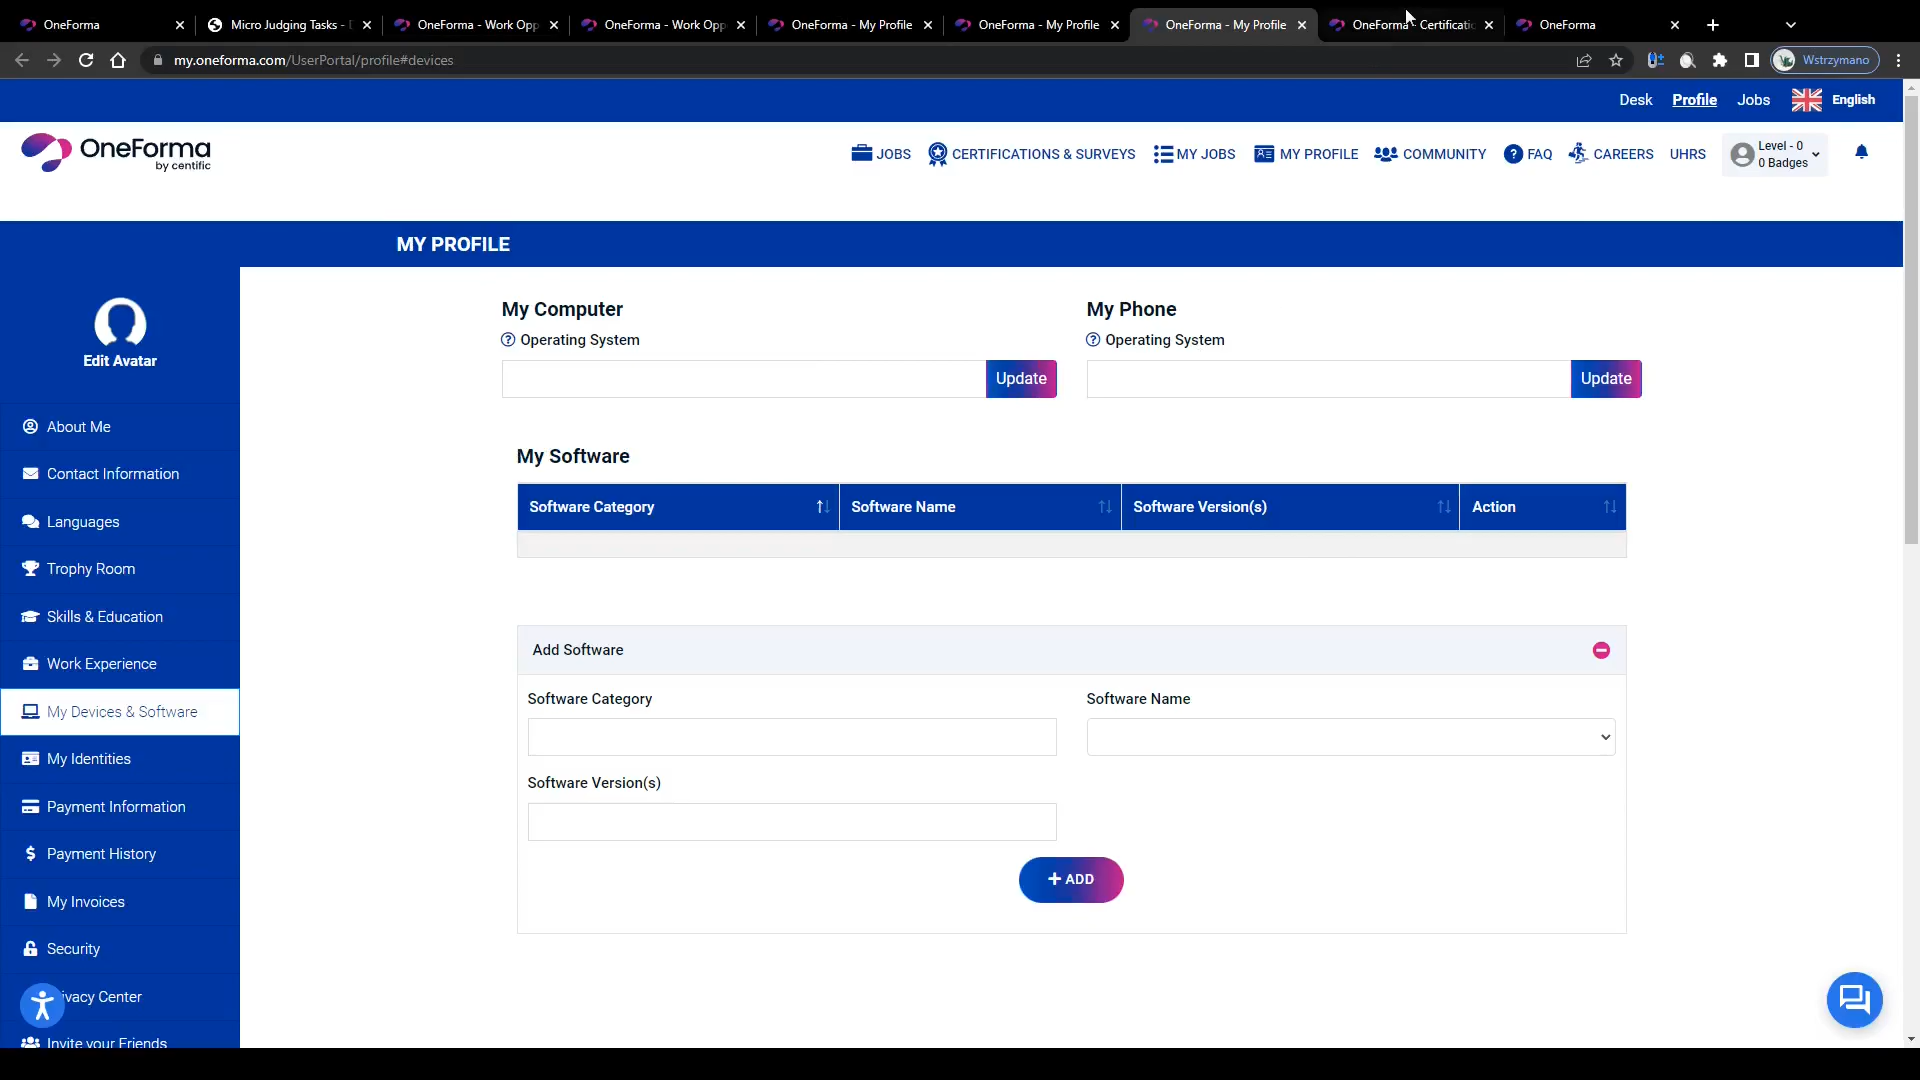 OneForma
Micro Judging Tasks - D
OneForma - Work Opp
OneForma - Work Opp
OneForma - My Profile
OneForma - My Profile
OneForma - My Profile
OneForma - Certificatio
OneForma
my.oneforma.com/UserPortal/profile#devices
Wstrzymano
Desk Profile Jobs English
OneForma
by centific
JOBS CERTIFICATIONS & SURVEYS MY JOBS MY PROFILE COMMUNITY FAQ CAREERS UHRS
Level - 0
0 Badges
MY PROFILE
Edit Avatar
About Me
Contact Information
Languages
Trophy Room
Skills & Education
Work Experience
My Devices & Software
My Identities
Payment Information
Payment History
My Invoices
Security
ivacy Center
Invite your Friends
My Computer
Operating System
Update
My Phone
Operating System
Update
My Software
Software Category Software Name Software Version(s) Action
Add Software
Software Category
Software Name
Software Version(s)
+ ADD